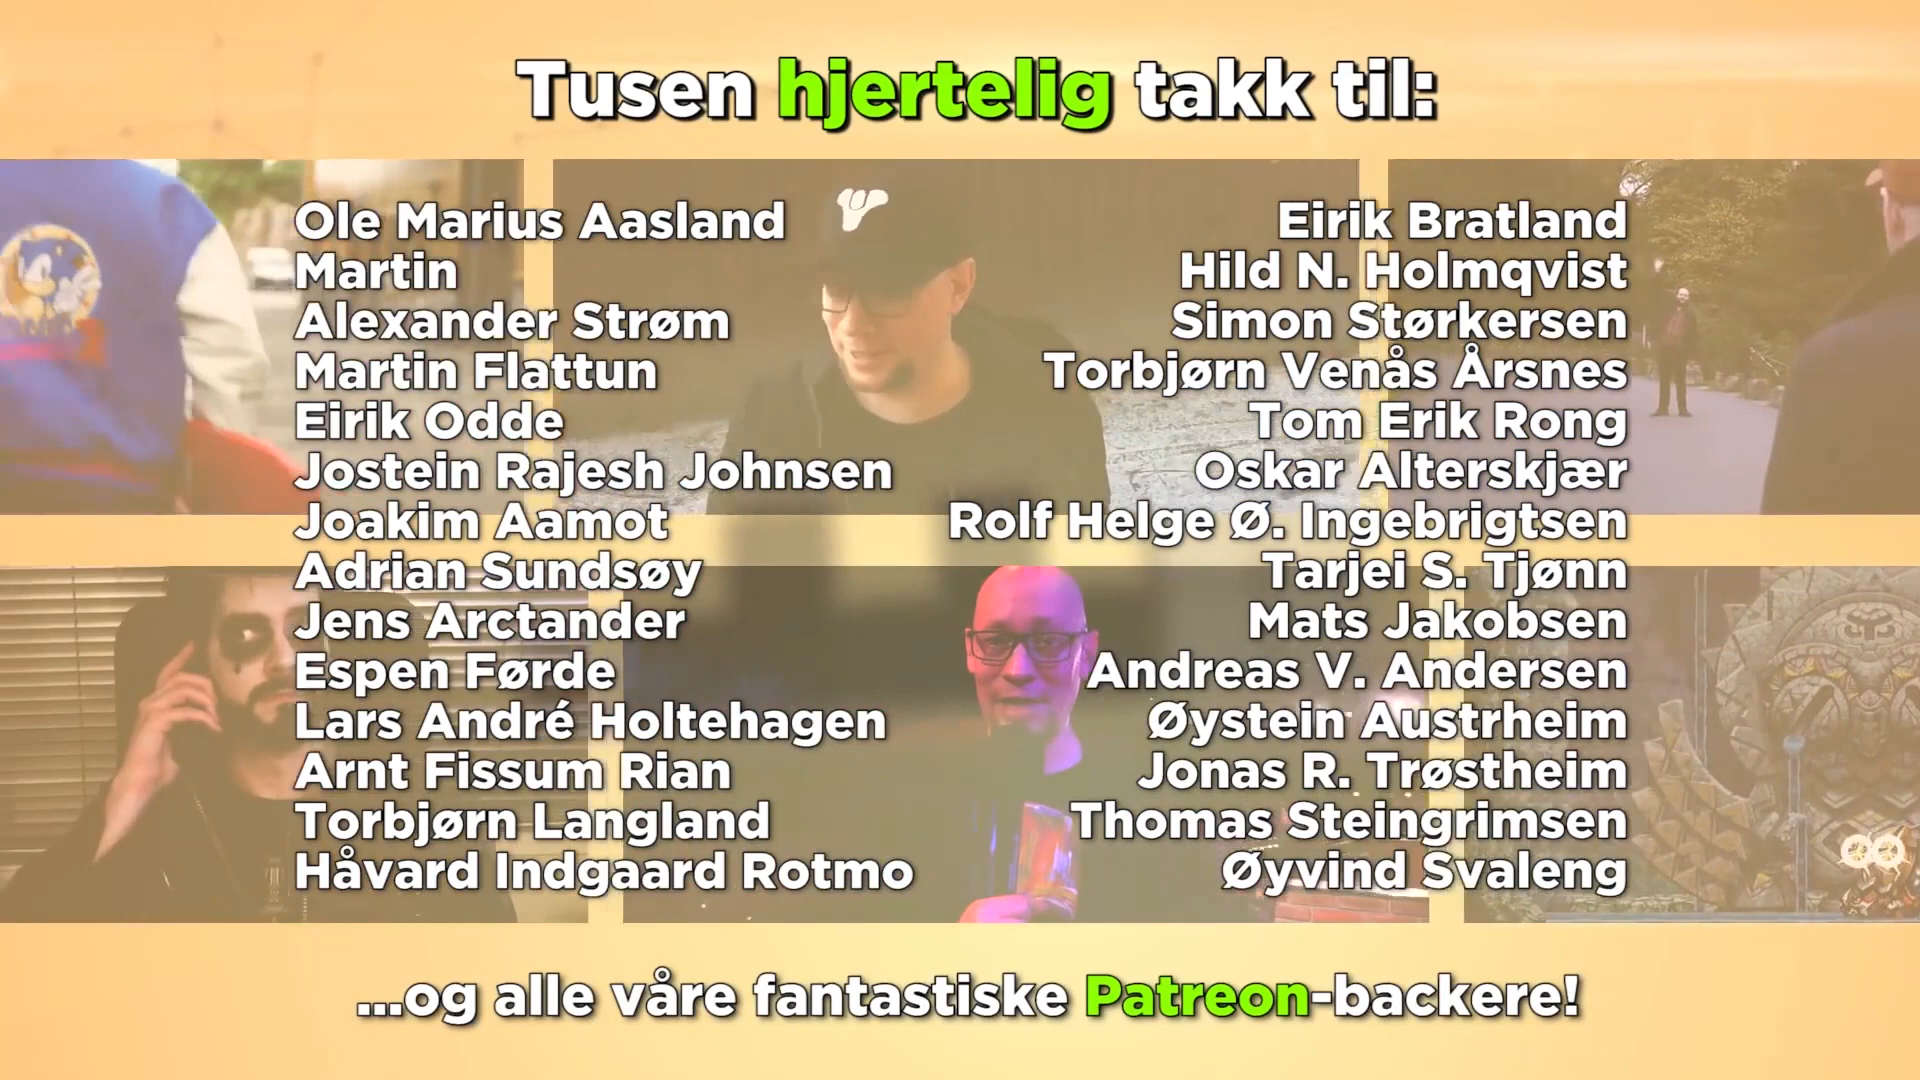 Tusen hjertelig takk til:
Ole Marius Aasland
Martin
Alexander Strøm
Martin Flattun
Eirik Odde
Jostein Rajesh Johnsen
Joakim Aamot
Adrian Sundsøy
Jens Arctander
Espen Førde
Lars André Holtehagen
Arnt Fissum Rian
Torbjørn Langland
Håvard Indgaard Rotmo
Eirik Bratland
Hild N. Holmqvist
Simon Størkersen
Torbjørn Venås Årsnes
Tom Erik Rong
Oskar Alterskjær
Rolf Helge Ø. Ingebrigtsen
Tarjei S. Tjønn
Mats Jakobsen
Andreas V. Andersen
Øystein Austrheim
Jonas R. Trøstheim
Thomas Steingrimsen
Øyvind Svaleng
...og alle våre fantastiske Patreon-backere!